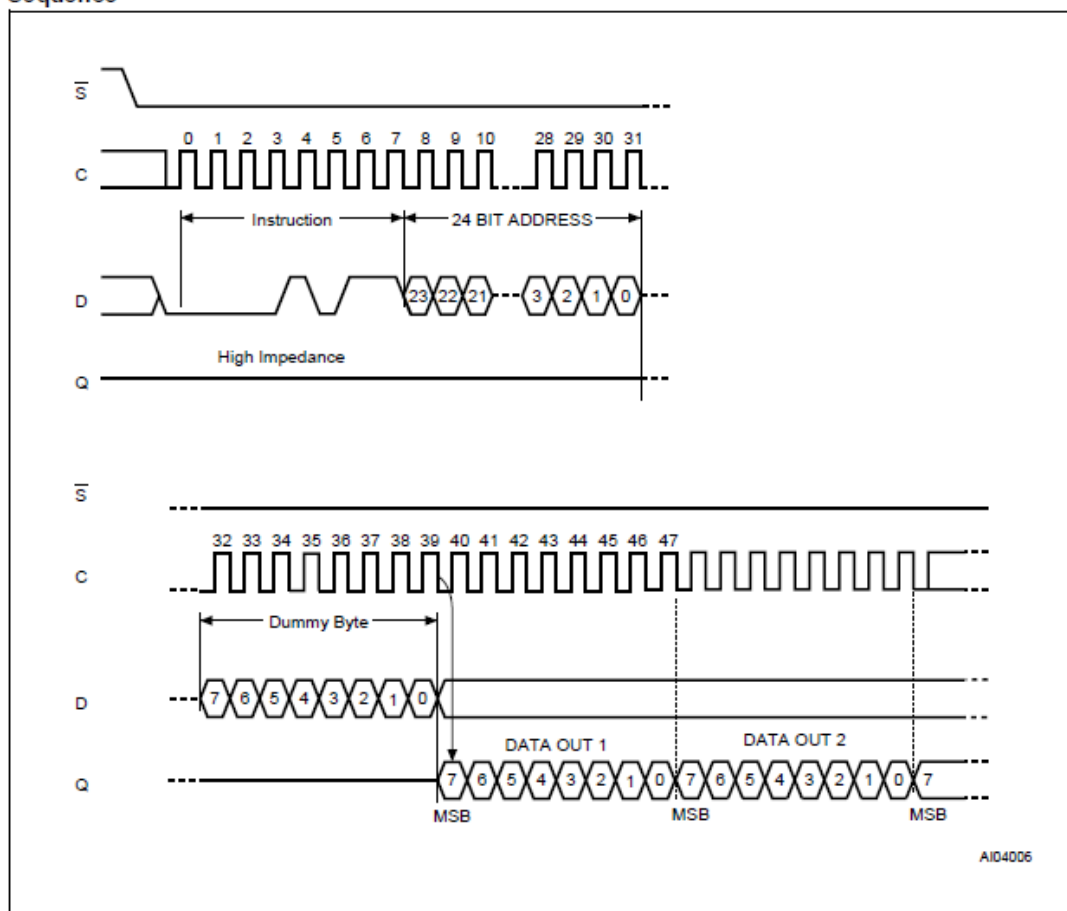 S
0 1 2 3 4 5 6 7 8 9 10 28 29 30 31
C
Instruction 24 BIT ADDRESS
D 23 22 21 3 2 1 0
High Impedance
Q
S
32 33 34 35 36 37 38 39 40 41 42 43 44 45 46 47
C
Dummy Byte
D 7 6 5 4 3 2 1 0
DATA OUT 1 DATA OUT 2
Q 7 6 5 4 3 2 1 0 7 6 5 4 3 2 1 0 7
MSB MSB MSB
AI04006